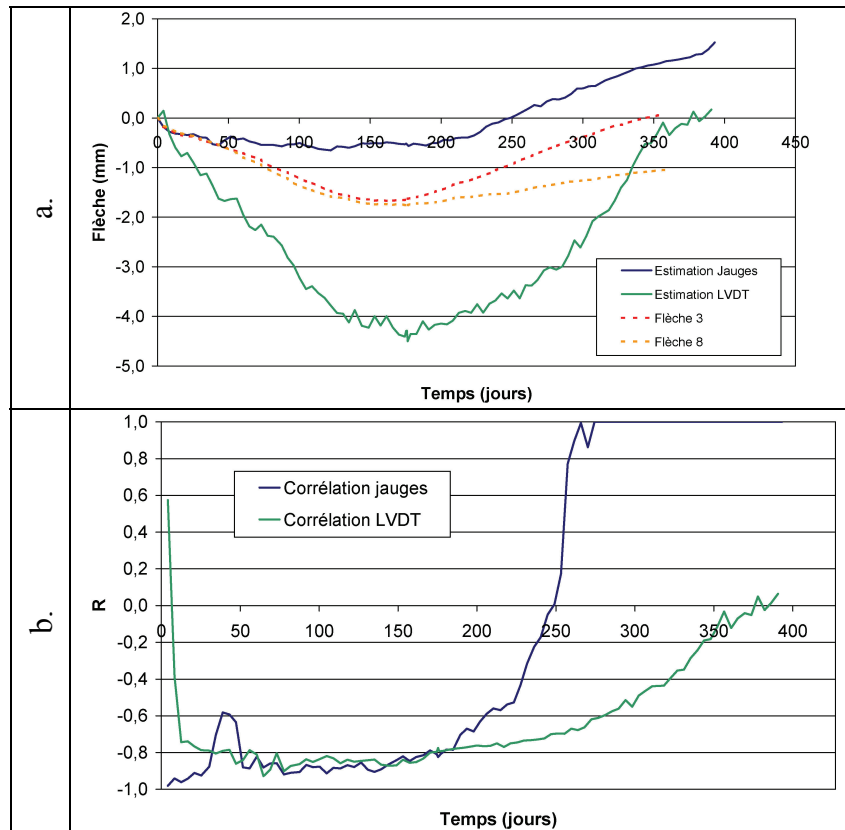 a.
2,0
1,0
0,0
-1,0
-2,0
-3,0
-4,0
-5,0
Flèche (mm)
0 50 100 150 200 250 300 350 400 450
Estimation Jauges
Estimation LVDT
Flèche 3
Flèche 8
Temps (jours)
b.
1,0
0,8
0,6
0,4
0,2
0,0
-0,2
-0,4
-0,6
-0,8
-1,0
R
0 50 100 150 200 250 300 350 400
Corrélation jauges
Corrélation LVDT
Temps (jours)